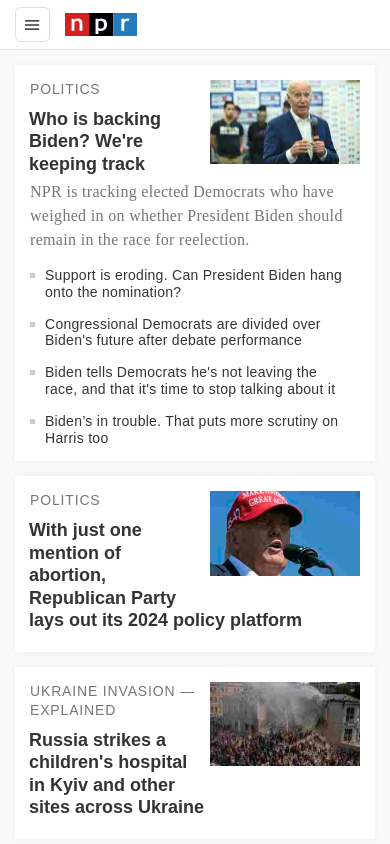 npr
POLITICS
Who is backing
Biden? We're
keeping track
NPR is tracking elected Democrats who have
weighed in on whether President Biden should
remain in the race for reelection.
Support is eroding. Can President Biden hang
onto the nomination?
Congressional Democrats are divided over
Biden's future after debate performance
Biden tells Democrats he's not leaving the
race, and that it's time to stop talking about it
Biden's in trouble. That puts more scrutiny on
Harris too
POLITICS
With just one
mention of
abortion,
Republican Party
lays out its 2024 policy platform
UKRAINE INVASION —
EXPLAINED
Russia strikes a
children's hospital
in Kyiv and other
sites across Ukraine